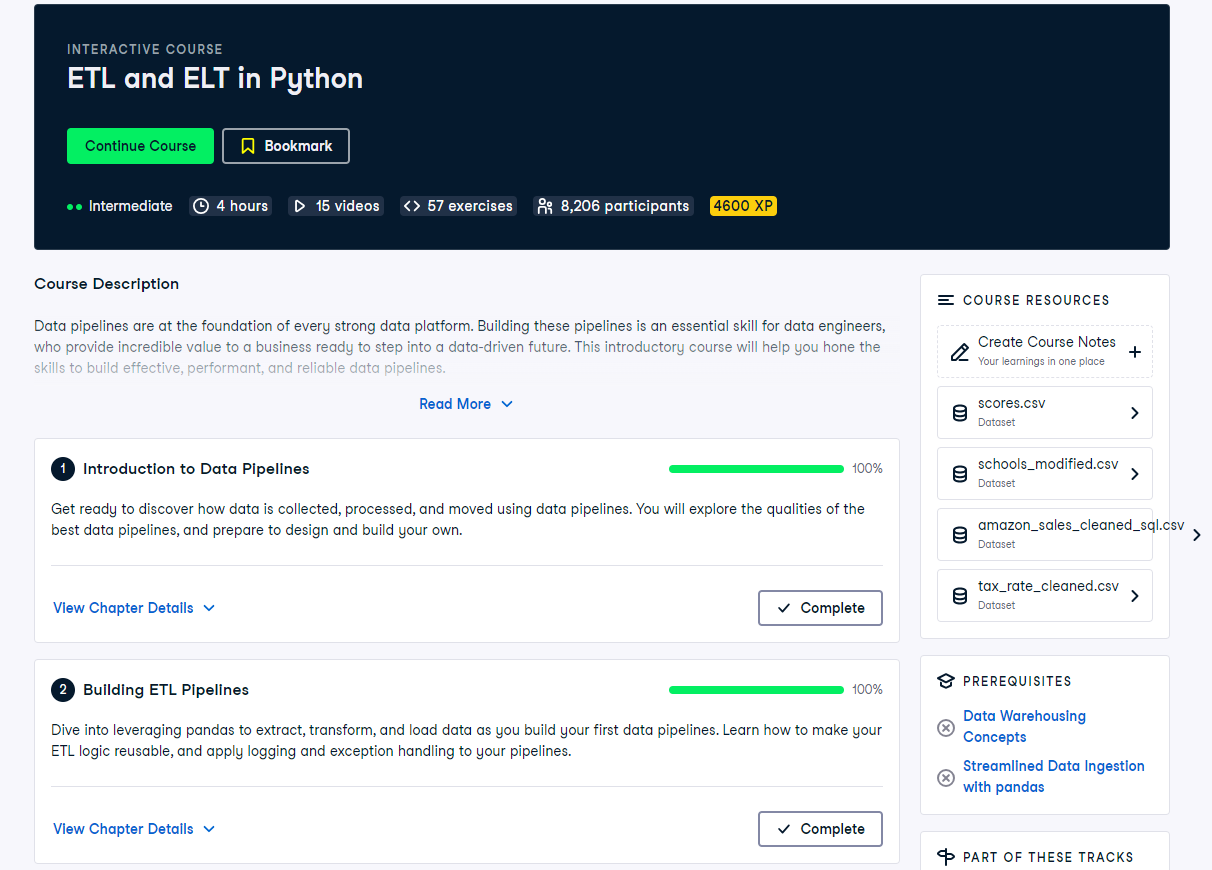 INTERACTIVE COURSE
ETL and ELT in Python
Continue Course
Bookmark
Intermediate
4 hours
15 videos
57 exercises
8,206 participants
4600 XP
Course Description
Data pipelines are at the foundation of every strong data platform. Building these pipelines is an essential skill for data engineers,
who provide incredible value to a business ready to step into a data-driven future. This introductory course will help you hone the
skills to build effective, performant, and reliable data pipelines.
Read More
1 Introduction to Data Pipelines
100%
Get ready to discover how data is collected, processed, and moved using data pipelines. You will explore the qualities of the
best data pipelines, and prepare to design and build your own.
View Chapter Details
Complete
2 Building ETL Pipelines
100%
Dive into leveraging pandas to extract, transform, and load data as you build your first data pipelines. Learn how to make your
ETL logic reusable, and apply logging and exception handling to your pipelines.
View Chapter Details
Complete
COURSE RESOURCES
Create Course Notes
Your learnings in one place
scores.csv
Dataset
schools_modified.csv
Dataset
amazon_sales_cleaned_sql.csv
Dataset
tax_rate_cleaned.csv
Dataset
PREREQUISITES
Data Warehousing
Concepts
Streamlined Data Ingestion
with pandas
PART OF THESE TRACKS